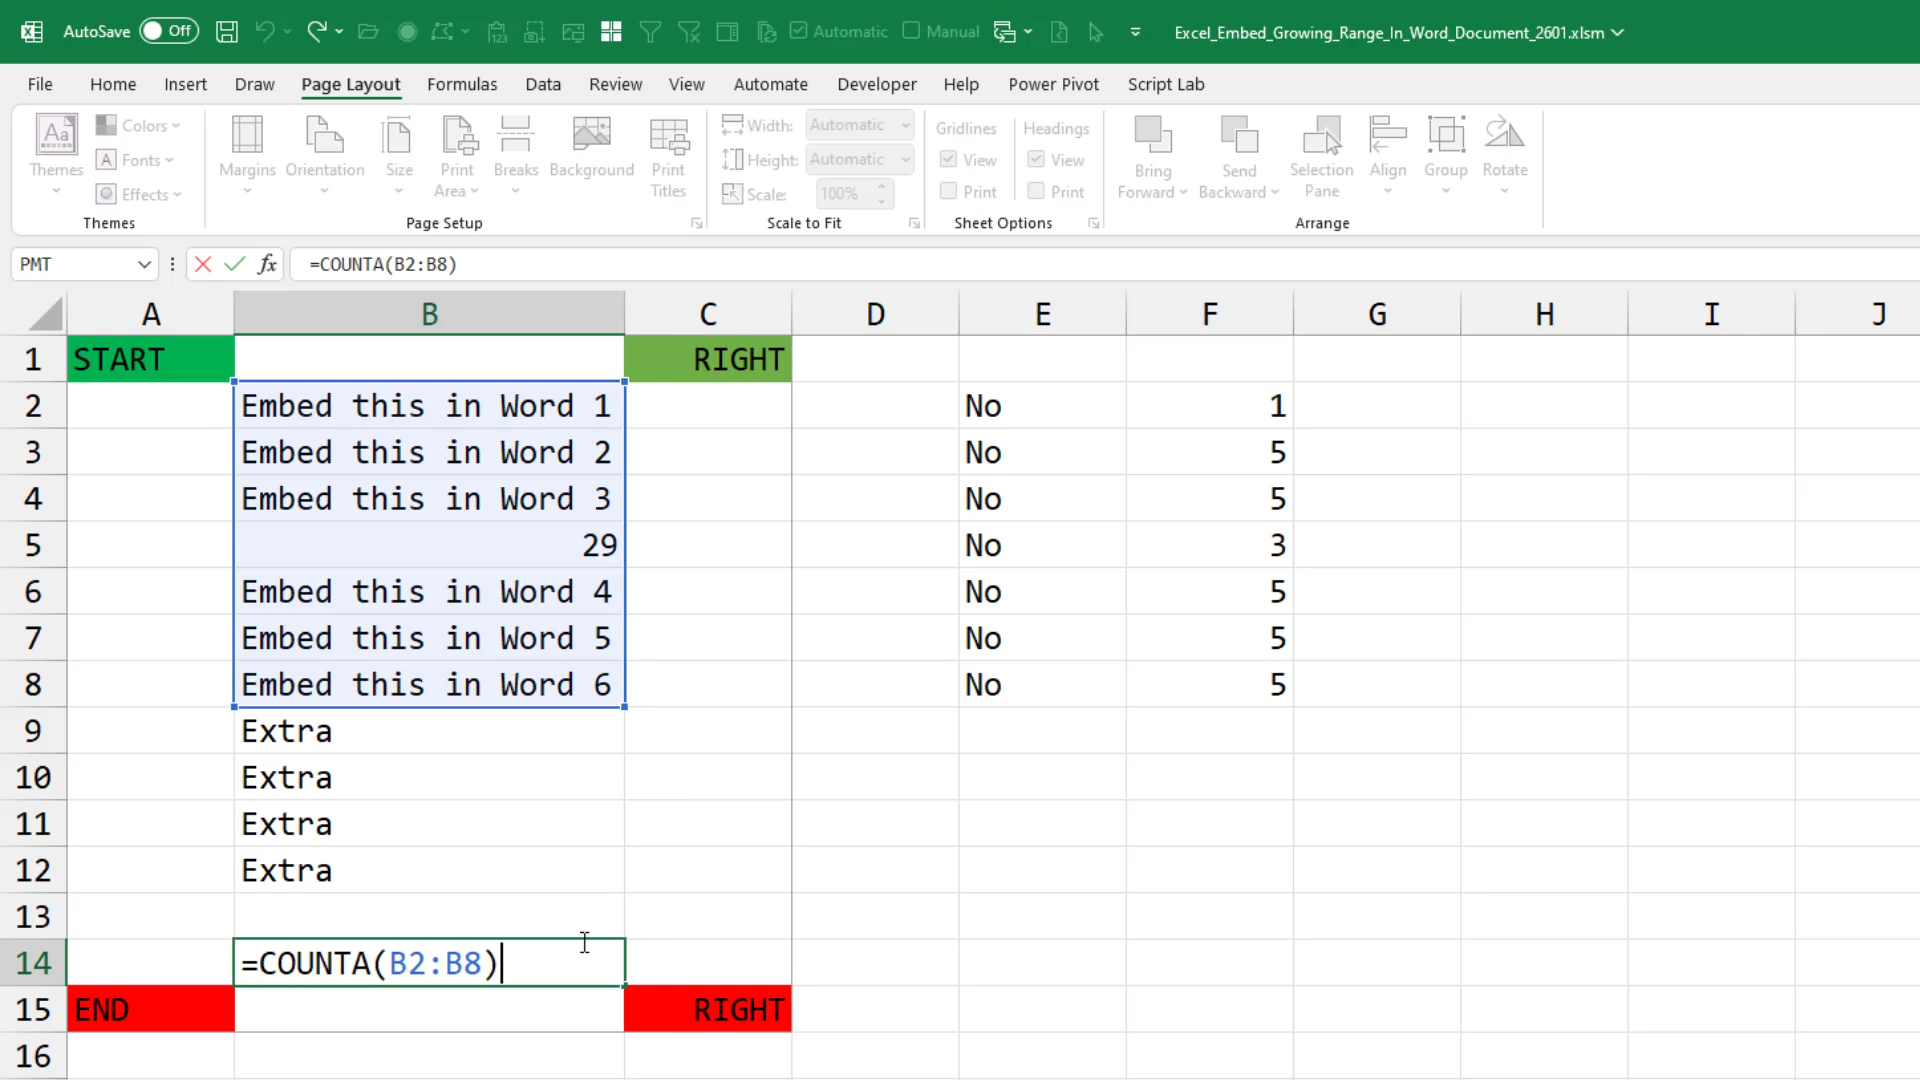 AutoSave Off Automatic Manual Excel_Embed_Growing_Range_In_Word_Document_2601.xlsm
File Home Insert Draw Page Layout Formulas Data Review View Automate Developer Help Power Pivot Script Lab
Aa Colors Width: Automatic Gridlines Headings
A Fonts Height: Automatic View View
Themes Margins Orientation Size Print Area Breaks Background Print Titles Bring Forward Send Backward Selection Pane Align Group Rotate
Effects Scale: 100% Print Print
Themes Page Setup Scale to Fit Sheet Options Arrange
PMT fx =COUNTA(B2:B8)
A B C D E F G H I J
1 START RIGHT
2 Embed this in Word 1 No 1
3 Embed this in Word 2 No 5
4 Embed this in Word 3 No 5
5 29 No 3
6 Embed this in Word 4 No 5
7 Embed this in Word 5 No 5
8 Embed this in Word 6 No 5
9 Extra
10 Extra
11 Extra
12 Extra
13
14 =COUNTA(B2:B8)
15 END RIGHT
16